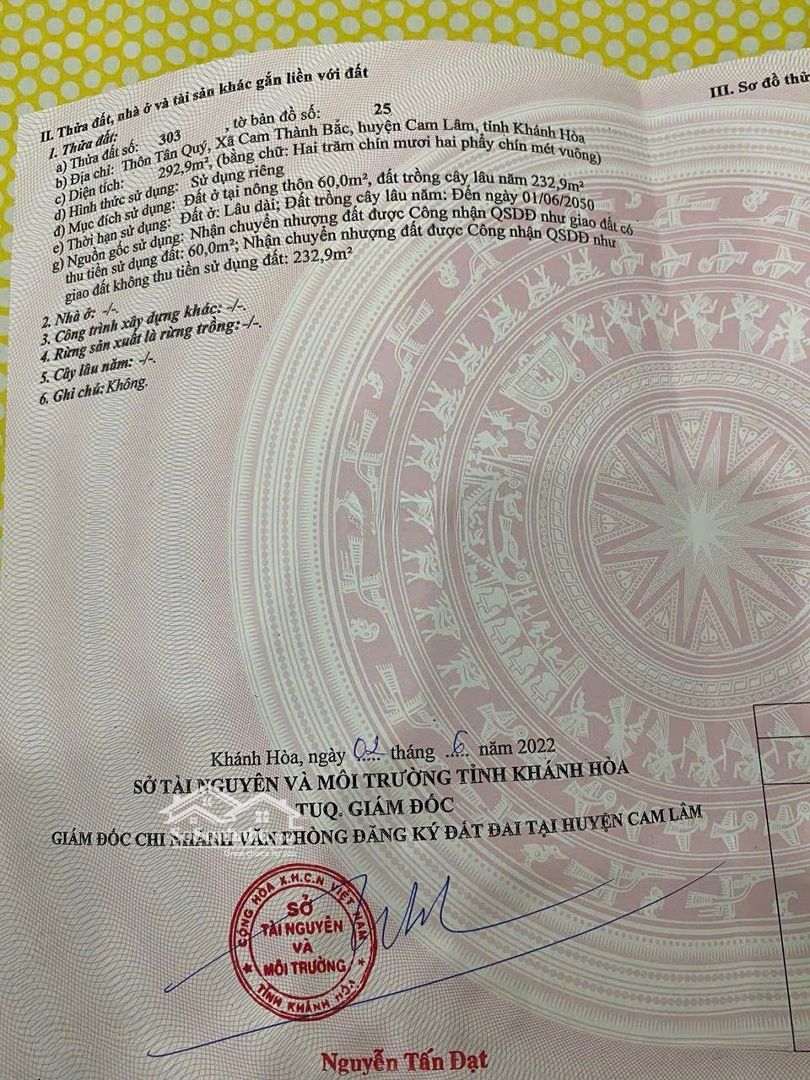 II. Thửa đất, nhà ở và tài sản khác gắn liền với đất
1. Thửa đất:
a) Thửa đất số: 303 , tờ bản đồ số: 25
b) Địa chỉ: Thôn Tân Quý, Xã Cam Thành Bắc, huyện Cam Lâm, tỉnh Khánh Hòa
c) Diện tích: 292,9m², (bằng chữ: Hai trăm chín mươi hai phẩy chín mét vuông)
d) Hình thức sử dụng: Sử dụng riêng
đ) Mục đích sử dụng: Đất ở tại nông thôn 60,0m², đất trồng cây lâu năm 232,9m²
e) Thời hạn sử dụng: Đất ở: Lâu dài; Đất trồng cây lâu năm: Đến ngày 01/06/2050
g) Nguồn gốc sử dụng: Nhận chuyển nhượng đất được Công nhận QSDĐ như giao đất có
thu tiền sử dụng đất: 60,0m²; Nhận chuyển nhượng đất được Công nhận QSDĐ như
giao đất không thu tiền sử dụng đất: 232,9m²
2. Nhà ở: -/-.
3. Công trình xây dựng khác: -/-.
4. Rừng sản xuất là rừng trồng: -/-.
5. Cây lâu năm: -/-.
6. Ghi chú: Không.
III. Sơ đồ thử
Khánh Hòa, ngày 02 tháng 6 năm 2022
SỞ TÀI NGUYÊN VÀ MÔI TRƯỜNG TỈNH KHÁNH HÒA
TUQ. GIÁM ĐỐC
GIÁM ĐỐC CHI NHÁNH VĂN PHÒNG ĐĂNG KÝ ĐẤT ĐAI TẠI HUYỆN CAM LÂM
CỘNG HÒA X.H.C.N VIỆT NAM
SỞ
TÀI NGUYÊN
VÀ
MÔI TRƯỜNG
TỈNH KHÁNH HÒA
Nguyễn Tấn Đạt